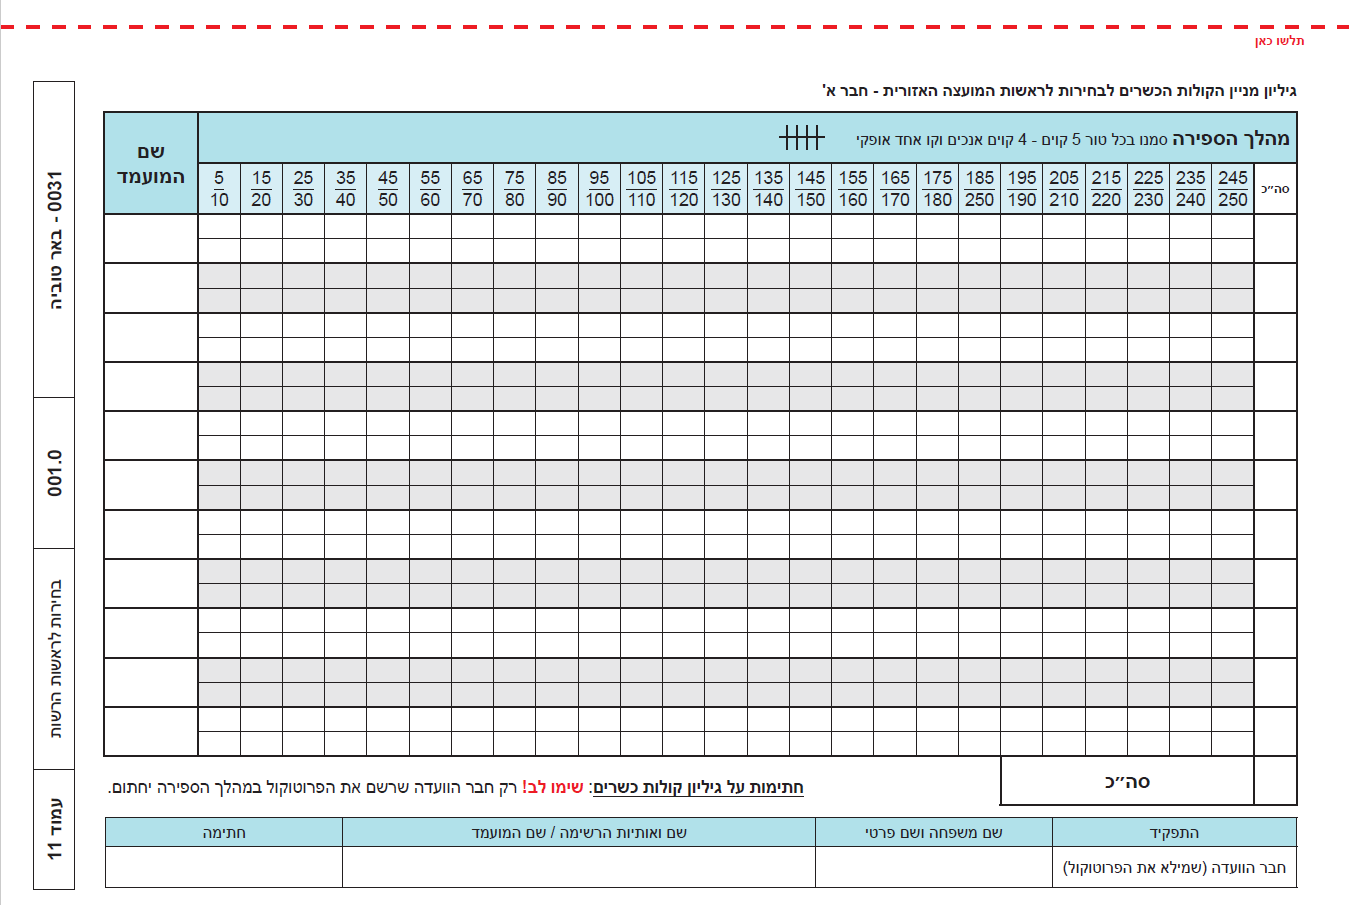 תלשו כאן
גיליון מניין הקולות הכשרים לבחירות לראשות המועצה האזורית - חבר א'
מהלך הספירה סמנו בכל טור 5 קוים - 4 קוים אנכים וקו אחד אופקי
שם המועמד
5 15 25 35 45 55 65 75 85 95 105 115 125 135 145 155 165 175 185 195 205 215 225 235 245
10 20 30 40 50 60 70 80 90 100 110 120 130 140 150 160 170 180 250 190 210 220 230 240 250
סה״כ
סה״כ
חתימות על גיליון קולות כשרים: שימו לב! רק חבר הוועדה שרשם את הפרוטוקול במהלך הספירה יחתום.
התפקיד
שם משפחה ושם פרטי
שם ואותיות הרשימה / שם המועמד
חתימה
חבר הוועדה (שמילא את הפרוטוקול)
0031 - באר טוביה
001.0
בחירות לראשות הרשות
עמוד 11